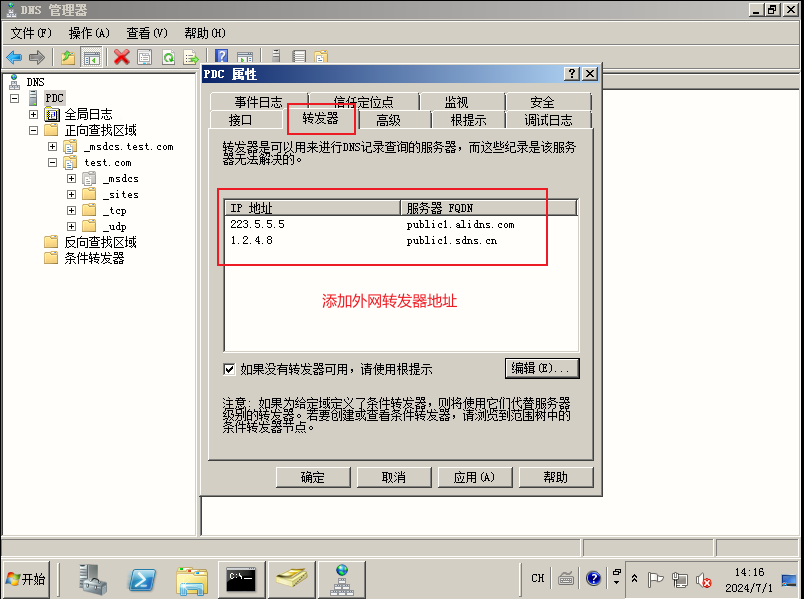 DNS 管理器
文件(F) 操作(A) 查看(V) 帮助(H)
DNS
PDC
全局日志
正向查找区域
_msdcs.test.com
test.com
_msdcs
_sites
_tcp
_udp
反向查找区域
条件转发器
PDC 属性
事件日志 信任定位点 监视 安全
接口 转发器 高级 根提示 调试日志
转发器是可以用来进行DNS记录查询的服务器，而这些纪录是该服务
器无法解决的。
IP 地址 服务器 FQDN
223.5.5.5 public1.alidns.com
1.2.4.8 public1.sdns.cn
添加外网转发器地址
如果没有转发器可用，请使用根提示
编辑(E)...
注意: 如果为给定域定义了条件转发器，则将使用它们代替服务器
级别的转发器。若要创建或查看条件转发器，请浏览到范围树中的
条件转发器节点。
确定 取消 应用(A) 帮助
开始
C:\.
CH
14:16
2024/7/1